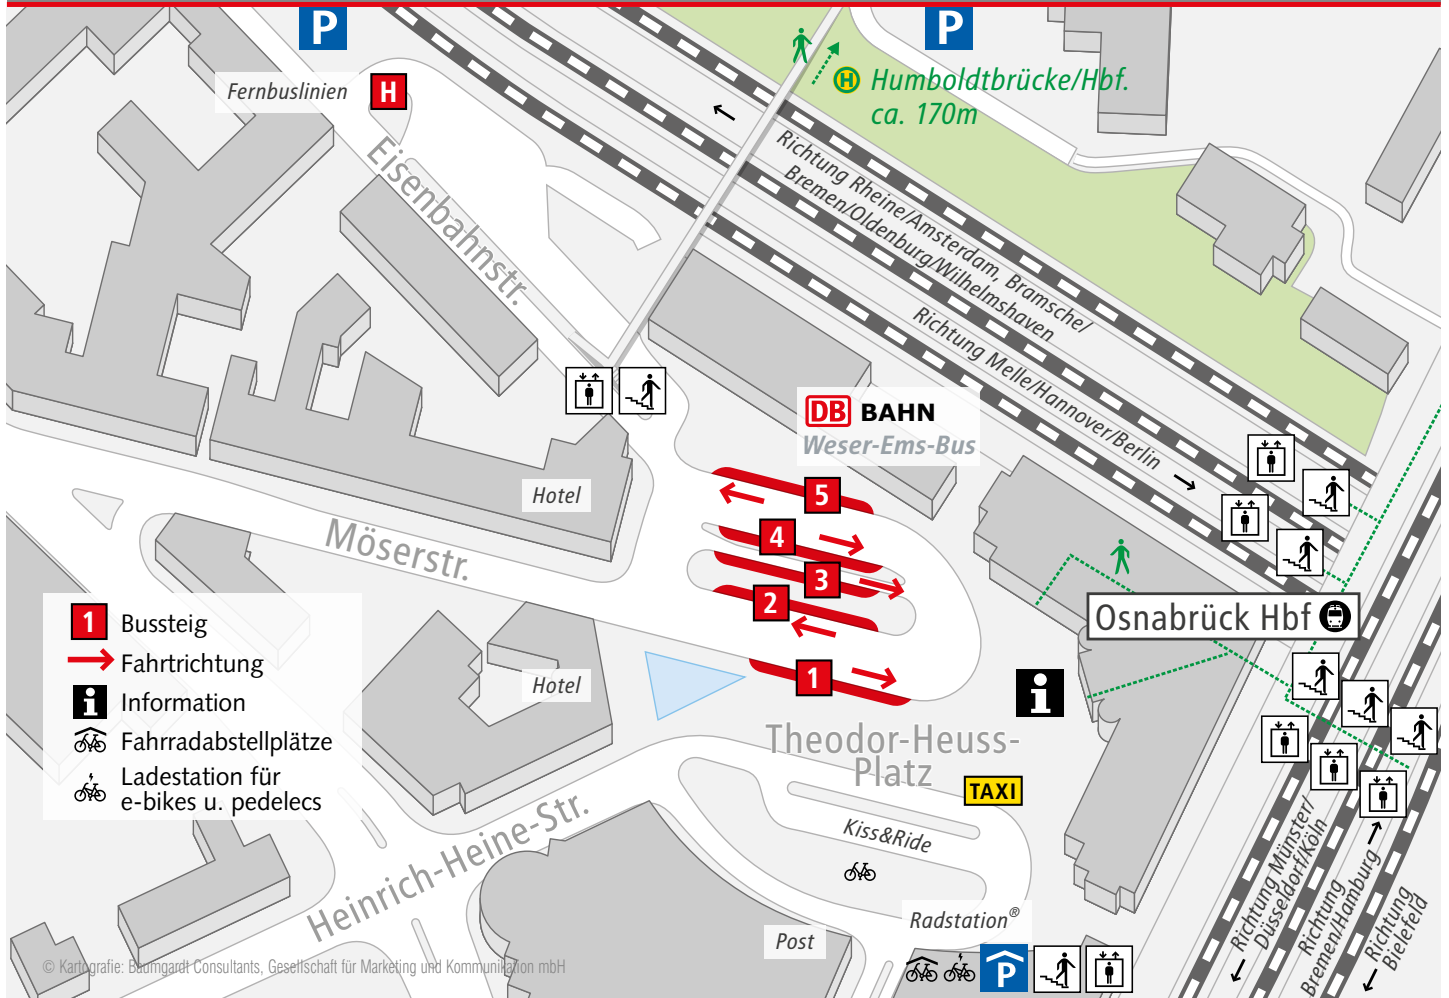 P
P
Fernbuslinien
H
H
Humboldtbrücke/Hbf.
ca. 170m
Eisenbahnstr.
Richtung Rheine/Amsterdam, Bramsche/
Bremen/Oldenburg/Wilhelmshaven
Richtung Melle/Hannover/Berlin
DB BAHN
Weser-Ems-Bus
Hotel
Möserstr.
5
4
3
2
1
Osnabrück Hbf
Hotel
i
1 Bussteig
Fahrtrichtung
i Information
Fahrradabstellplätze
Ladestation für
e-bikes u. pedelecs
Theodor-Heuss-
Platz
TAXI
Kiss&Ride
Heinrich-Heine-Str.
Radstation®
Post
P
Richtung Münster/
Düsseldorf/Köln
Richtung
Bremen/Hamburg
Richtung
Bielefeld
© Kartografie: Baumgardt Consultants, Gesellschaft für Marketing und Kommunikation mbH